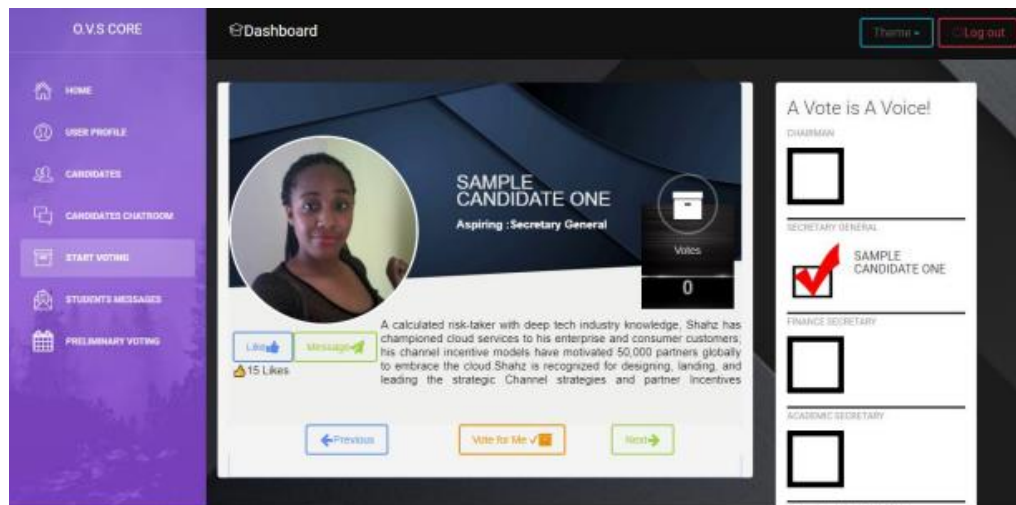 O.V.S CORE
HOME
USER PROFILE
CANDIDATES
CANDIDATES CHATROOM
START VOTING
STUDENTS MESSAGES
PRELIMINARY VOTING
Dashboard
Theme
Log out
SAMPLE
CANDIDATE ONE
Aspiring :Secretary General
Votes
0
Like
Message
15 Likes
A calculated risk-taker with deep tech industry knowledge, Shahz has
championed cloud services to his enterprise and consumer customers;
his channel incentive models have motivated 50,000 partners globally
to embrace the cloud.Shahz is recognized for designing, landing, and
leading the strategic Channel strategies and partner Incentives
Previous
Vote for Me ✓
Next
A Vote is A Voice!
CHAIRMAN
SECRETARY GENERAL
SAMPLE
CANDIDATE ONE
FINANCE SECRETARY
ACADEMIC SECRETARY